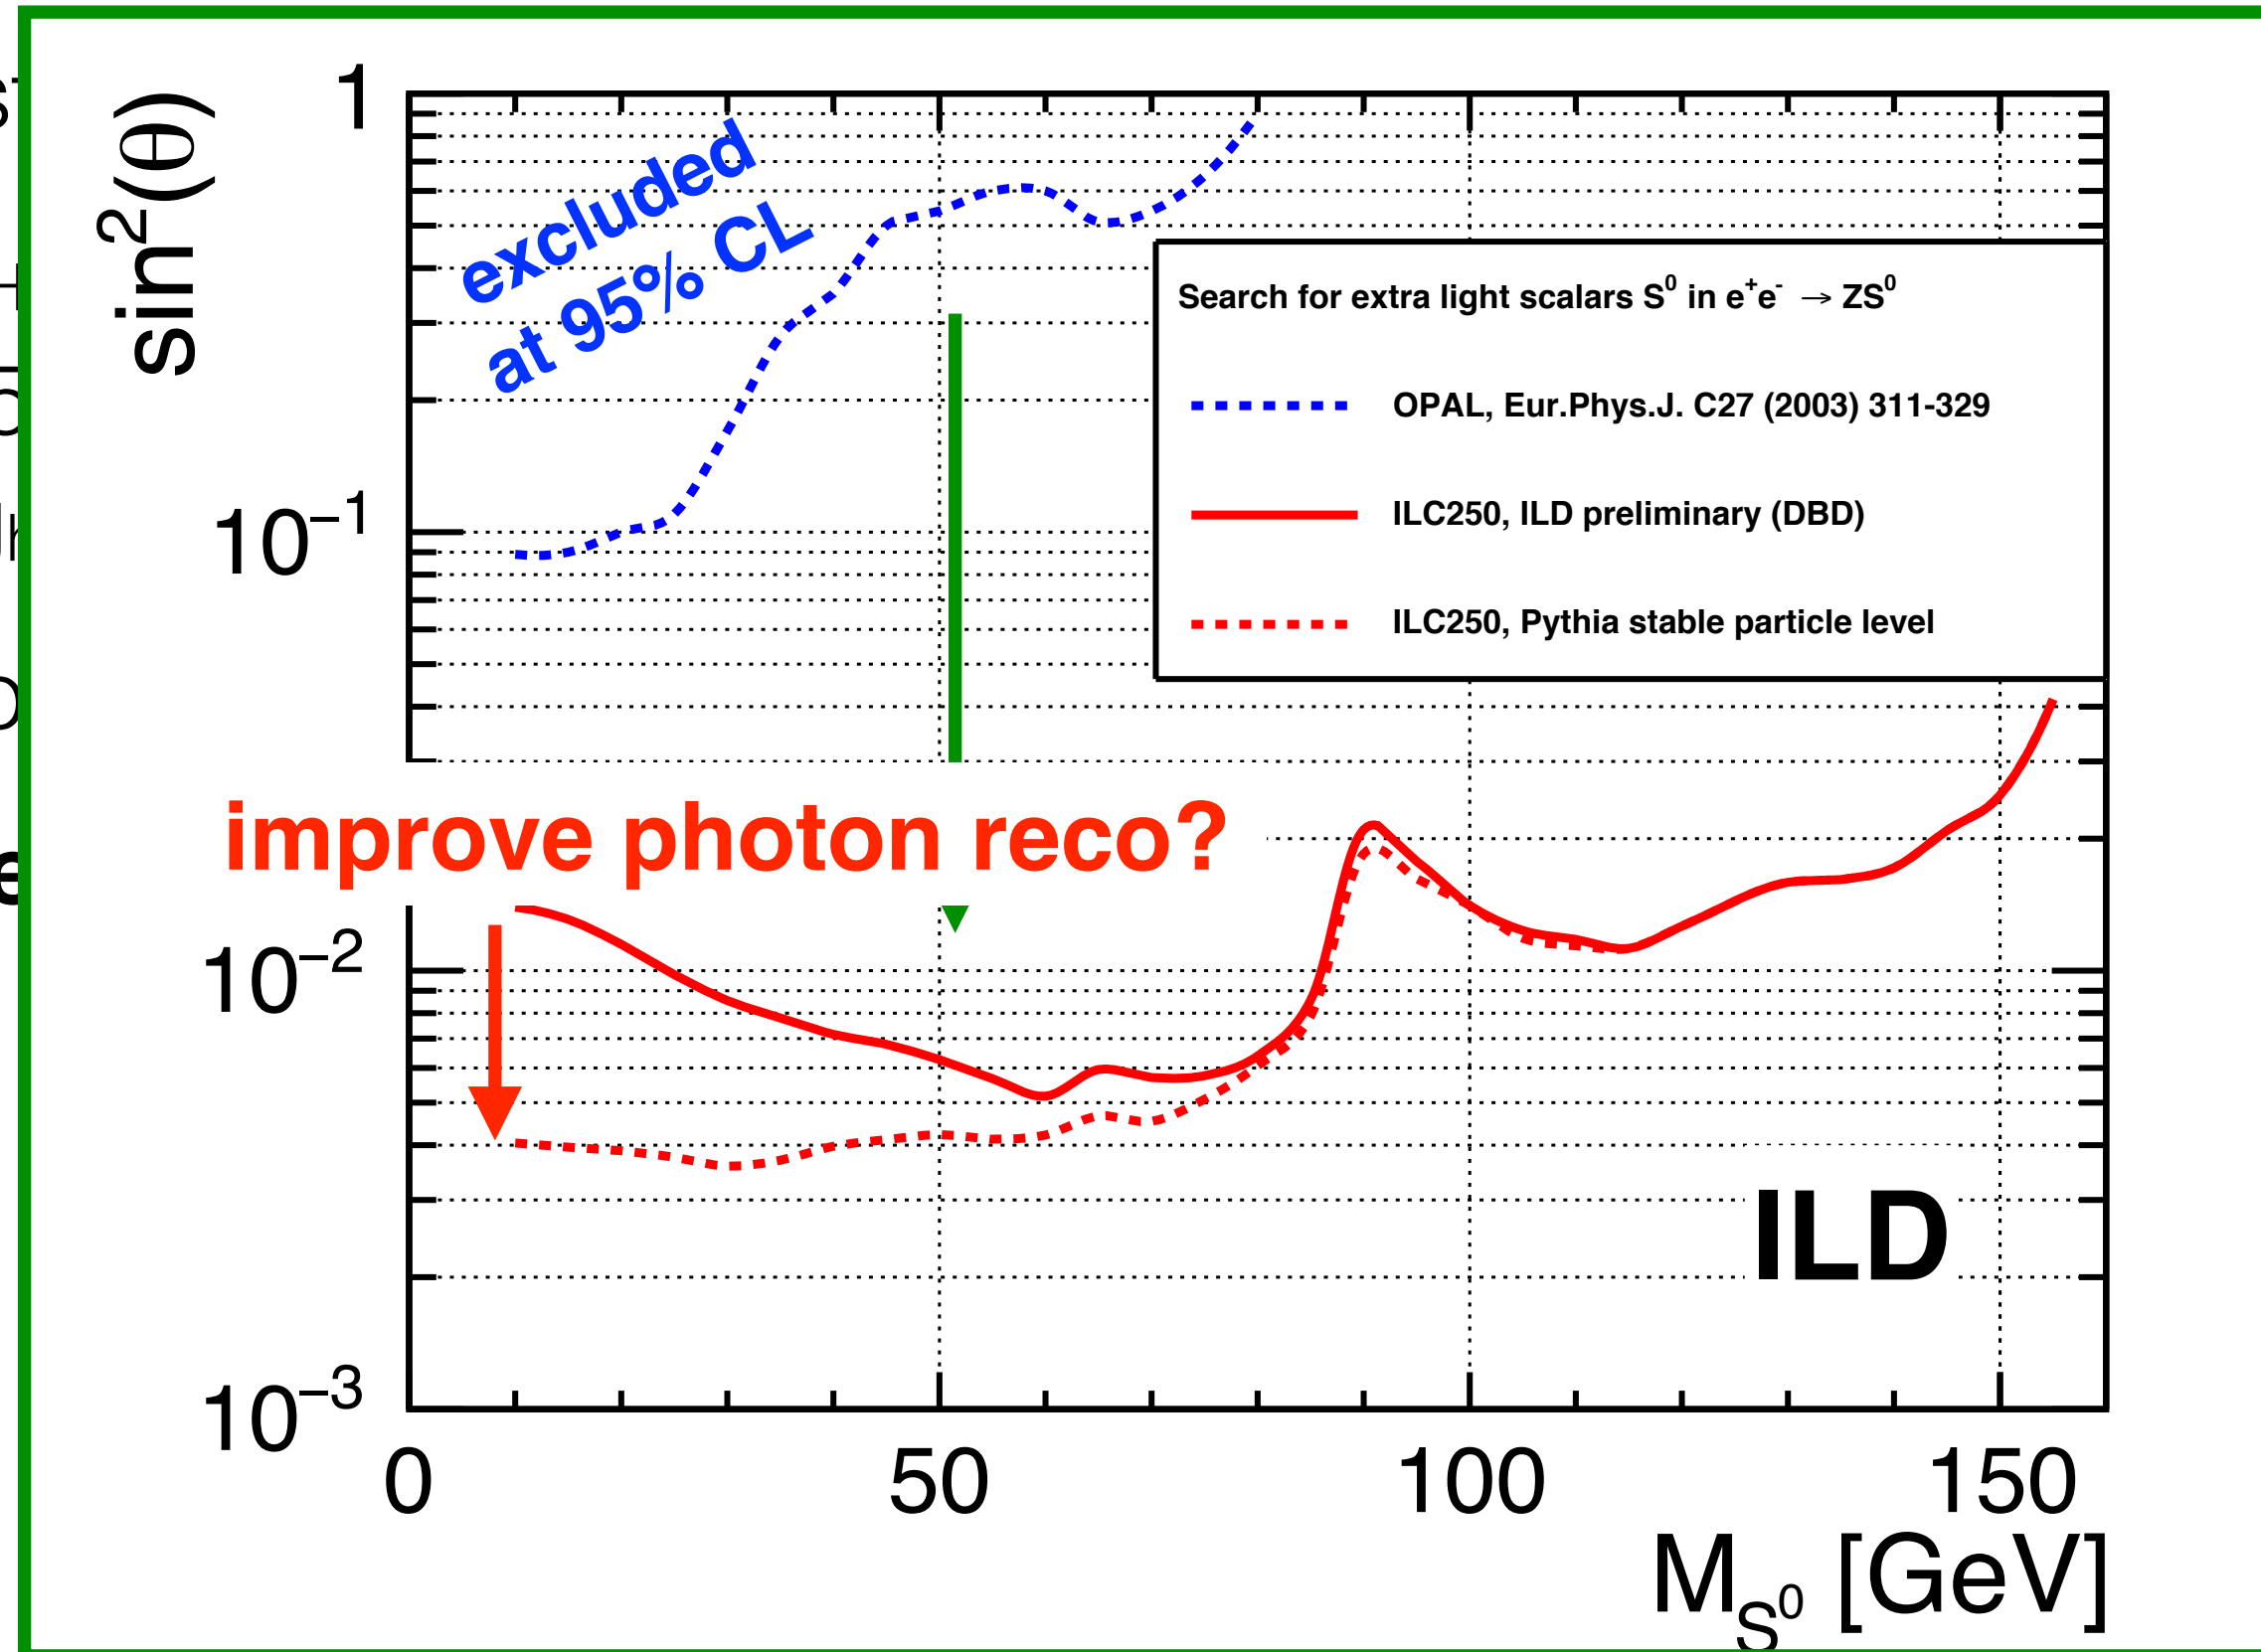 sin²(θ)
1
10⁻¹
10⁻²
10⁻³
excluded
at 95% CL
Search for extra light scalars S⁰ in e⁺e⁻ → ZS⁰
OPAL, Eur.Phys.J. C27 (2003) 311-329
ILC250, ILD preliminary (DBD)
ILC250, Pythia stable particle level
improve photon reco?
ILD
0 50 100 150
M_S⁰ [GeV]